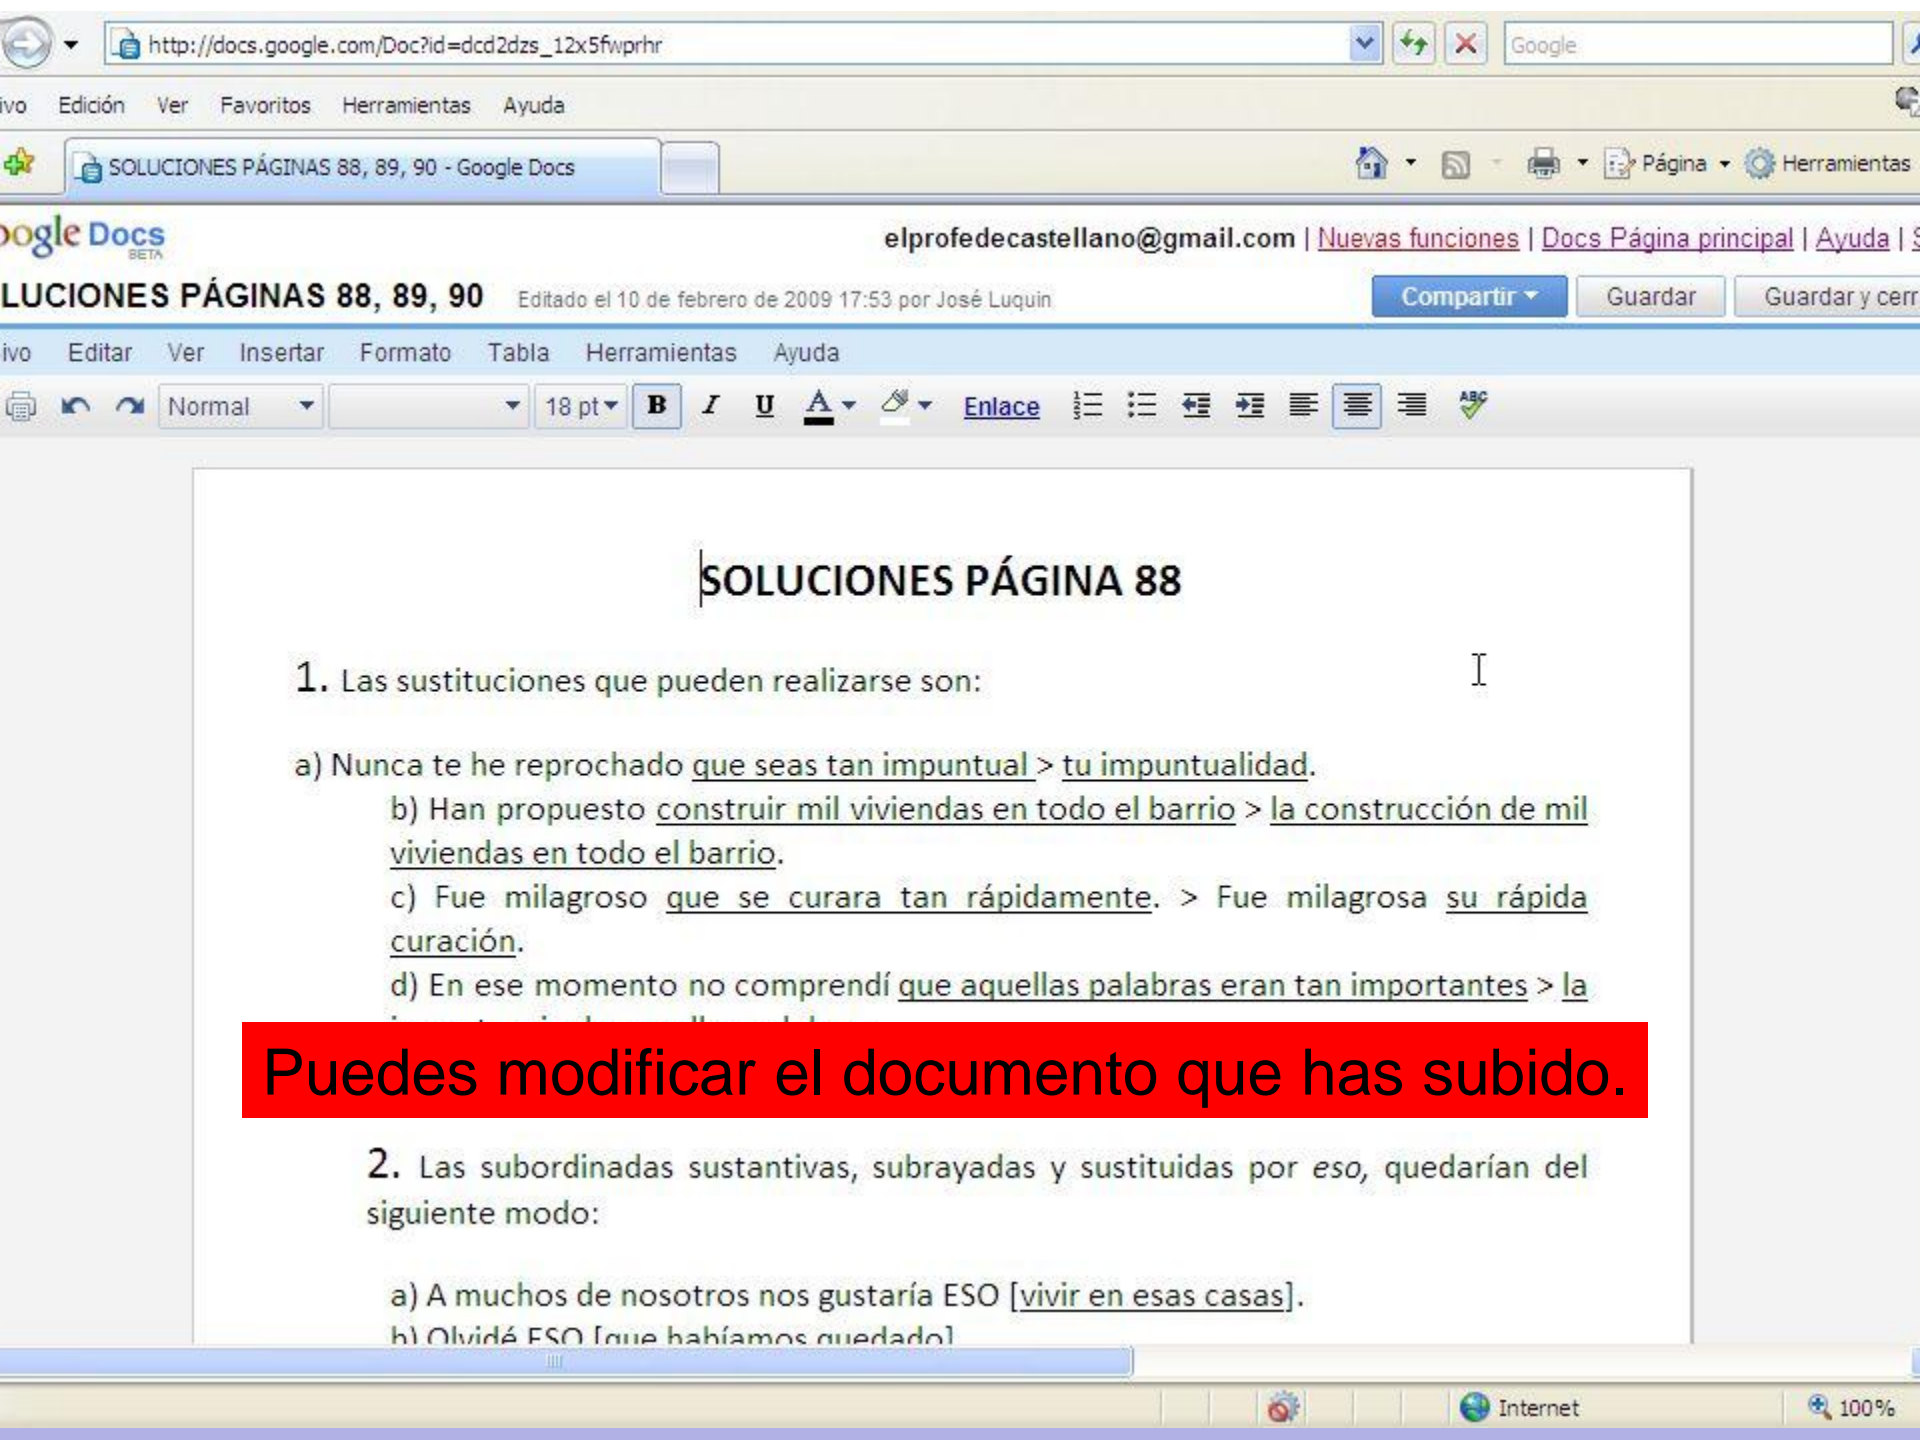 http://docs.google.com/Doc?id=dcd2dzs_12x5fwprhr Google
Edición Ver Favoritos Herramientas Ayuda
SOLUCIONES PÁGINAS 88, 89, 90 - Google Docs Página Herramientas
oogle Docs elprofedecastellano@gmail.com | Nuevas funciones | Docs Página principal | Ayuda |
BETA
LUCIONES PÁGINAS 88, 89, 90 Editado el 10 de febrero de 2009 17:53 por José Luquin Compartir Guardar Guardar y cerr
ivo Editar Ver Insertar Formato Tabla Herramientas Ayuda
Normal 18 pt B I U A Enlace ABC
SOLUCIONES PÁGINA 88
1. Las sustituciones que pueden realizarse son:
a) Nunca te he reprochado que seas tan impuntual > tu impuntualidad.
b) Han propuesto construir mil viviendas en todo el barrio > la construcción de mil
viviendas en todo el barrio.
c) Fue milagroso que se curara tan rápidamente. > Fue milagrosa su rápida
curación.
d) En ese momento no comprendí que aquellas palabras eran tan importantes > la
Puedes modificar el documento que has subido.
2. Las subordinadas sustantivas, subrayadas y sustituidas por eso, quedarían del
siguiente modo:
a) A muchos de nosotros nos gustaría ESO [vivir en esas casas].
b) Olvidé ESO [que habíamos quedado]
Internet 100%